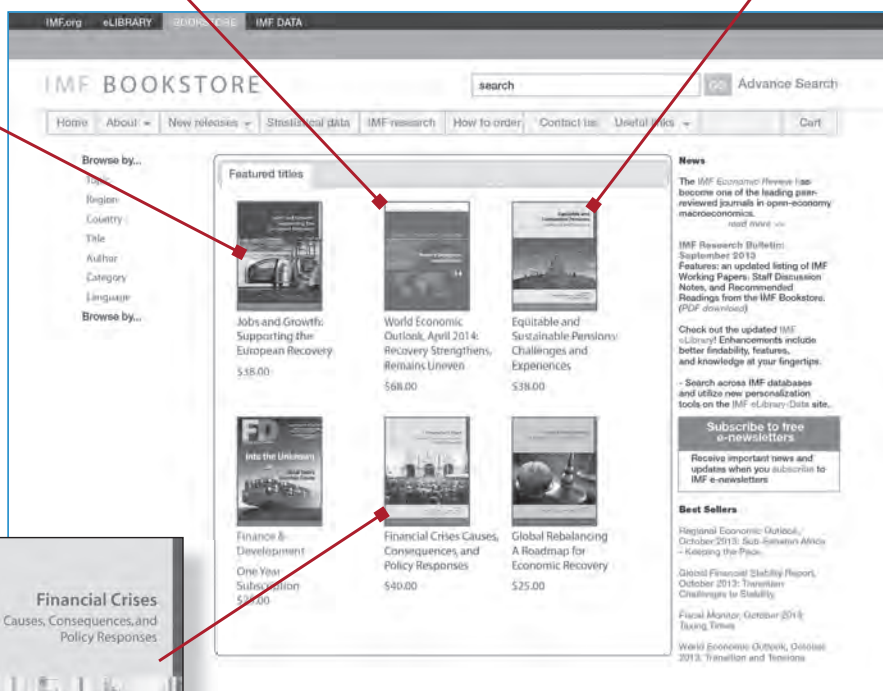 IMF.org eLIBRARY BOOKSTORE IMF DATA
IMF BOOKSTORE
search
GO
Advance Search
Home About New releases Stratistical data IMF research How to order Contact us Useful links Cart
Browse by...
Topic
Region
Country
Title
Author
Category
Language
Browse by...
Featured titles
Jobs and Growth:
Supporting the
European Recovery
$38.00
World Economic
Outlook, April 2014:
Recovery Strengthens,
Remains Uneven
$68.00
Equitable and
Sustainable Pensions:
Challenges and
Experiences
$38.00
FD
Into the Unknown
Finance &
Development
One Year
Subscription
Financial Crises Causes,
Consequences, and
Policy Responses
$40.00
Global Rebalancing
A Roadmap for
Economic Recovery
$25.00
News
The IMF Economic Review has
become one of the leading peer-
reviewed journals in open-economy
macroeconomics.
read more >>
IMF Research Bulletin:
September 2013
Features: an updated listing of IMF
Working Papers, Staff Discussion
Notes, and Recommended
Readings from the IMF Bookstore.
(PDF download)
Check out the updated IMF
eLibrary! Enhancements include
better findability, features,
and knowledge at your fingertips.
- Search across IMF databases
and utilize new personalization
tools on the IMF eLibrary-Data site.
Subscribe to free
e-newsletters
Receive important news and
updates when you subscribe to
IMF e-newsletters
Best Sellers
Regional Economic Outlook,
October 2013: Sub-Saharan Africa
- Keeping the Pace
Global Financial Stability Report,
October 2013: Transition
Challenges to Stability
Fiscal Monitor, October 2013:
Taxing Times
World Economic Outlook, October
2013: Transition and Tensions
Financial Crises
Causes, Consequences, and
Policy Responses